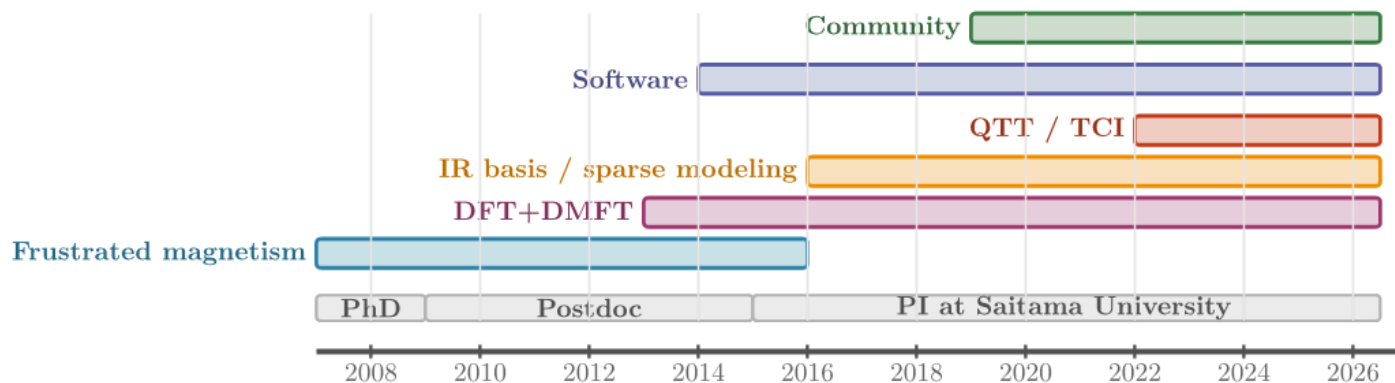 Community
Software
QTT / TCI
IR basis / sparse modeling
DFT+DMFT
Frustrated magnetism
PhD Postdoc PI at Saitama University
2008 2010 2012 2014 2016 2018 2020 2022 2024 2026